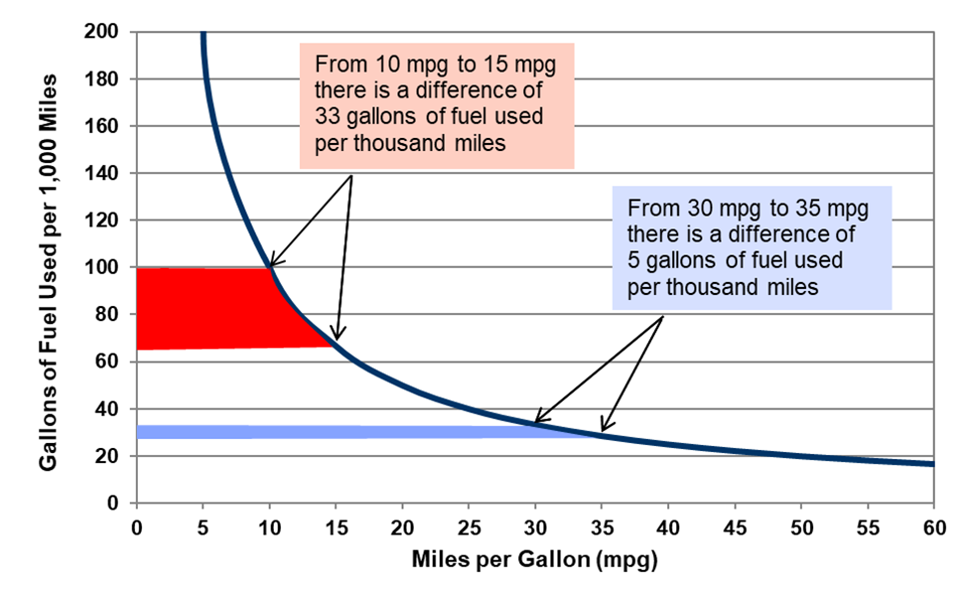 200
180
160
140
120
100
80
60
40
20
0
Gallons of Fuel Used per 1,000 Miles
From 10 mpg to 15 mpg
there is a difference of
33 gallons of fuel used
per thousand miles
From 30 mpg to 35 mpg
there is a difference of
5 gallons of fuel used
per thousand miles
0 5 10 15 20 25 30 35 40 45 50 55 60
Miles per Gallon (mpg)